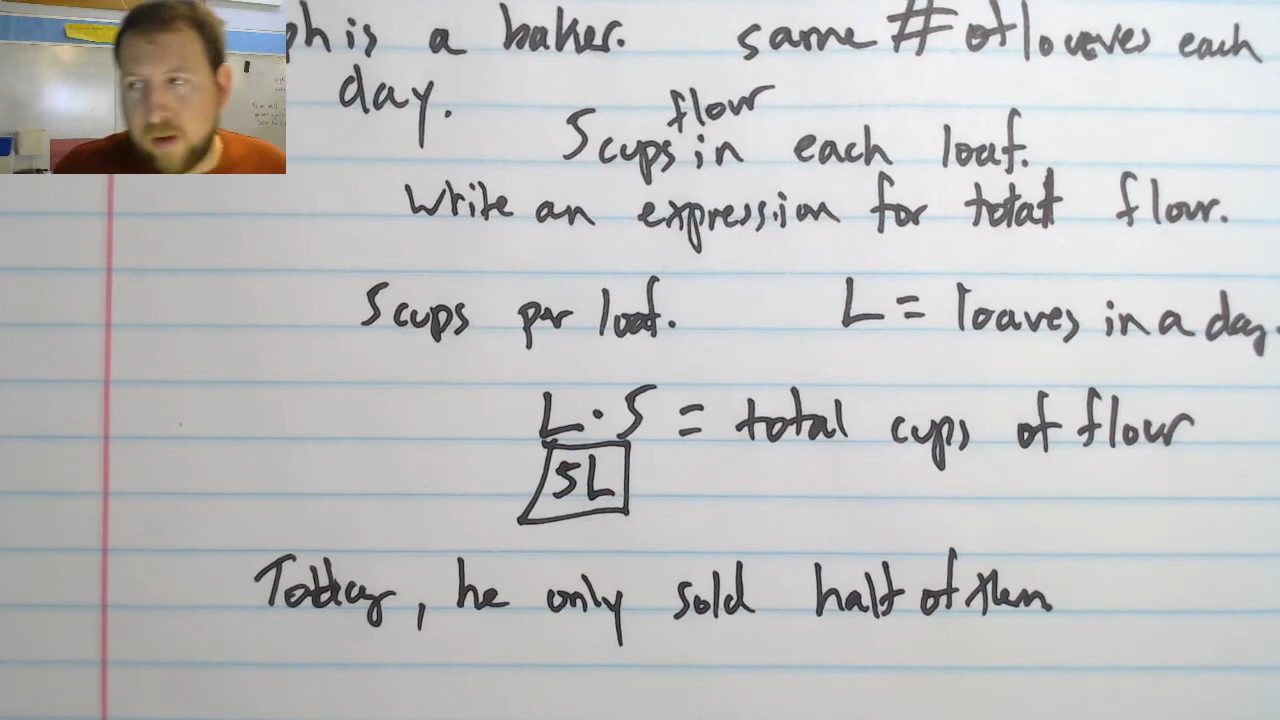 ph is a baker. same # of loaves each
day.
flour
5 cups in each loaf.
Write an expression for total flour.
5 cups per loaf. L = loaves in a day.
L · 5 = total cups of flour
5L
Today, he only sold half of them